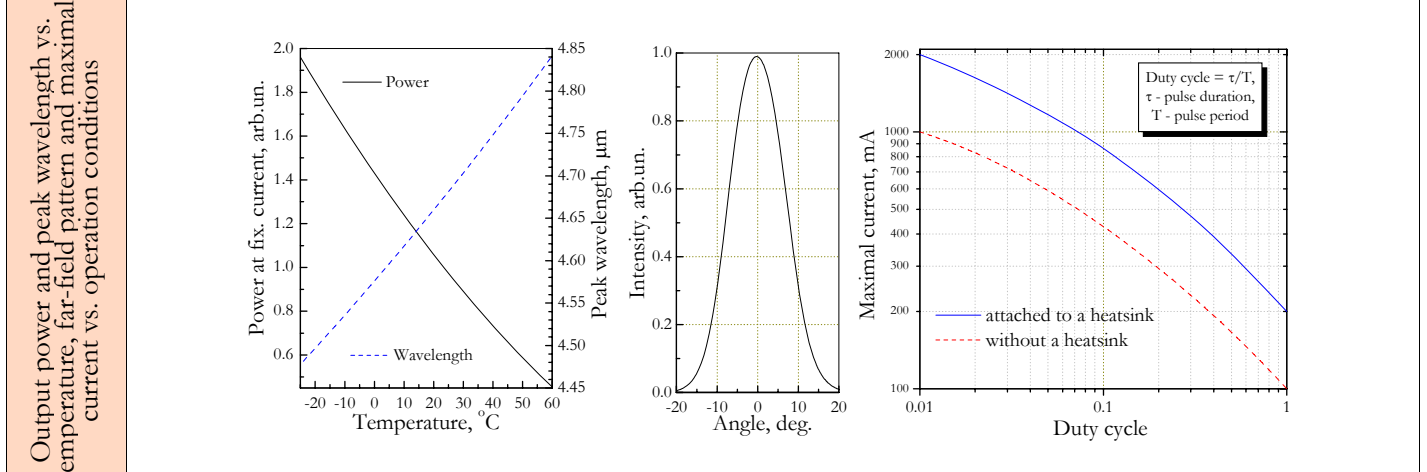 Output power and peak wavelength vs.
emperature, far-field pattern and maximal
current vs. operation conditions
2.0
1.8
1.6
1.4
1.2
1.0
0.8
0.6
Power at fix. current, arb.un.
Power
Wavelength
-20 -10 0 10 20 30 40 50 60
Temperature, °C
4.85
4.80
4.75
4.70
4.65
4.60
4.55
4.50
4.45
Peak wavelength, µm
Intensity, arb.un.
1.0
0.8
0.6
0.4
0.2
0.0
-20 -10 0 10 20
Angle, deg.
Maximal current, mA
2000
1000
900
800
700
600
500
400
300
200
100
Duty cycle = τ/T,
τ - pulse duration,
T - pulse period
attached to a heatsink
without a heatsink
0.01 0.1 1
Duty cycle